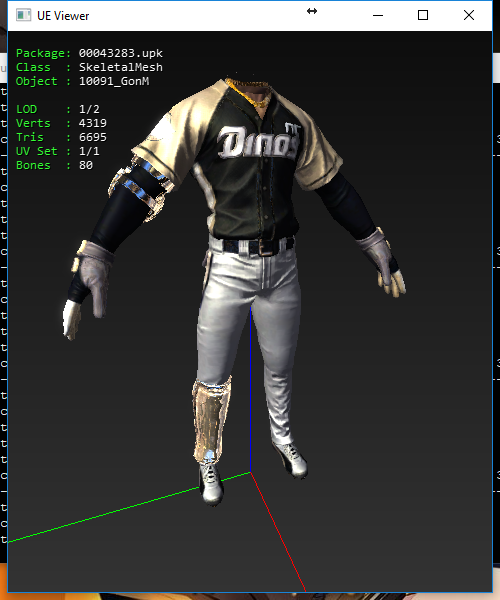 UE Viewer
Package: 00043283.upk
Class : SkeletalMesh
Object : 10091_GonM
LOD : 1/2
Verts : 4319
Tris : 6695
UV Set : 1/1
Bones : 80
Dinos